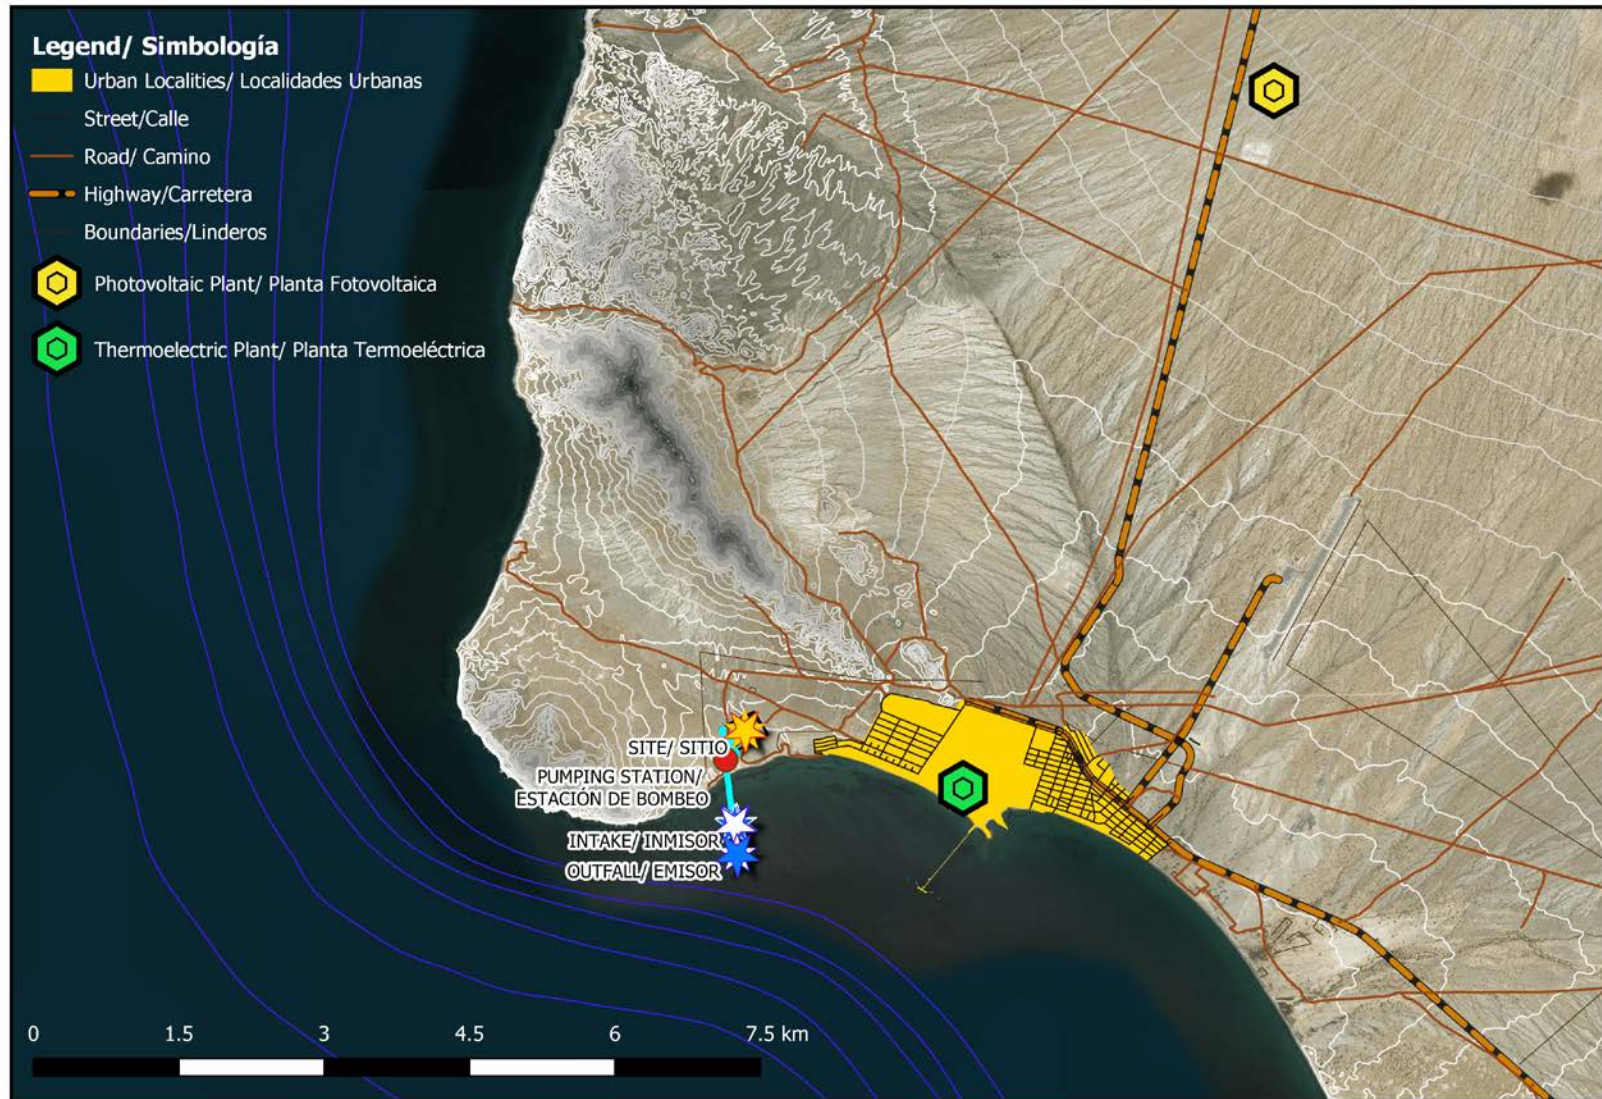 Legend/ Simbología
Urban Localities/ Localidades Urbanas
Street/Calle
Road/ Camino
Highway/Carretera
Boundaries/Linderos
Photovoltaic Plant/ Planta Fotovoltaica
Thermoelectric Plant/ Planta Termoeléctrica
SITE/ SITIO
PUMPING STATION/
ESTACIÓN DE BOMBEO
INTAKE/ INMISOR
OUTFALL/ EMISOR
0 1.5 3 4.5 6 7.5 km